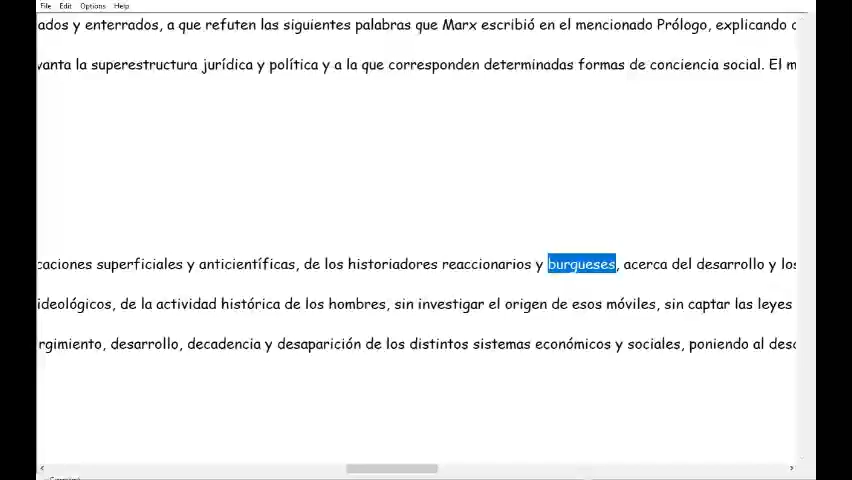 File Edit Options Help
ados y enterrados, a que refuten las siguientes palabras que Marx escribió en el mencionado Prólogo, explicando c
vanta la superestructura jurídica y política y a la que corresponden determinadas formas de conciencia social. El m
caciones superficiales y anticientíficas, de los historiadores reaccionarios y burgueses, acerca del desarrollo y los
ideológicos, de la actividad histórica de los hombres, sin investigar el origen de esos móviles, sin captar las leyes
rgimiento, desarrollo, decadencia y desaparición de los distintos sistemas económicos y sociales, poniendo al desc